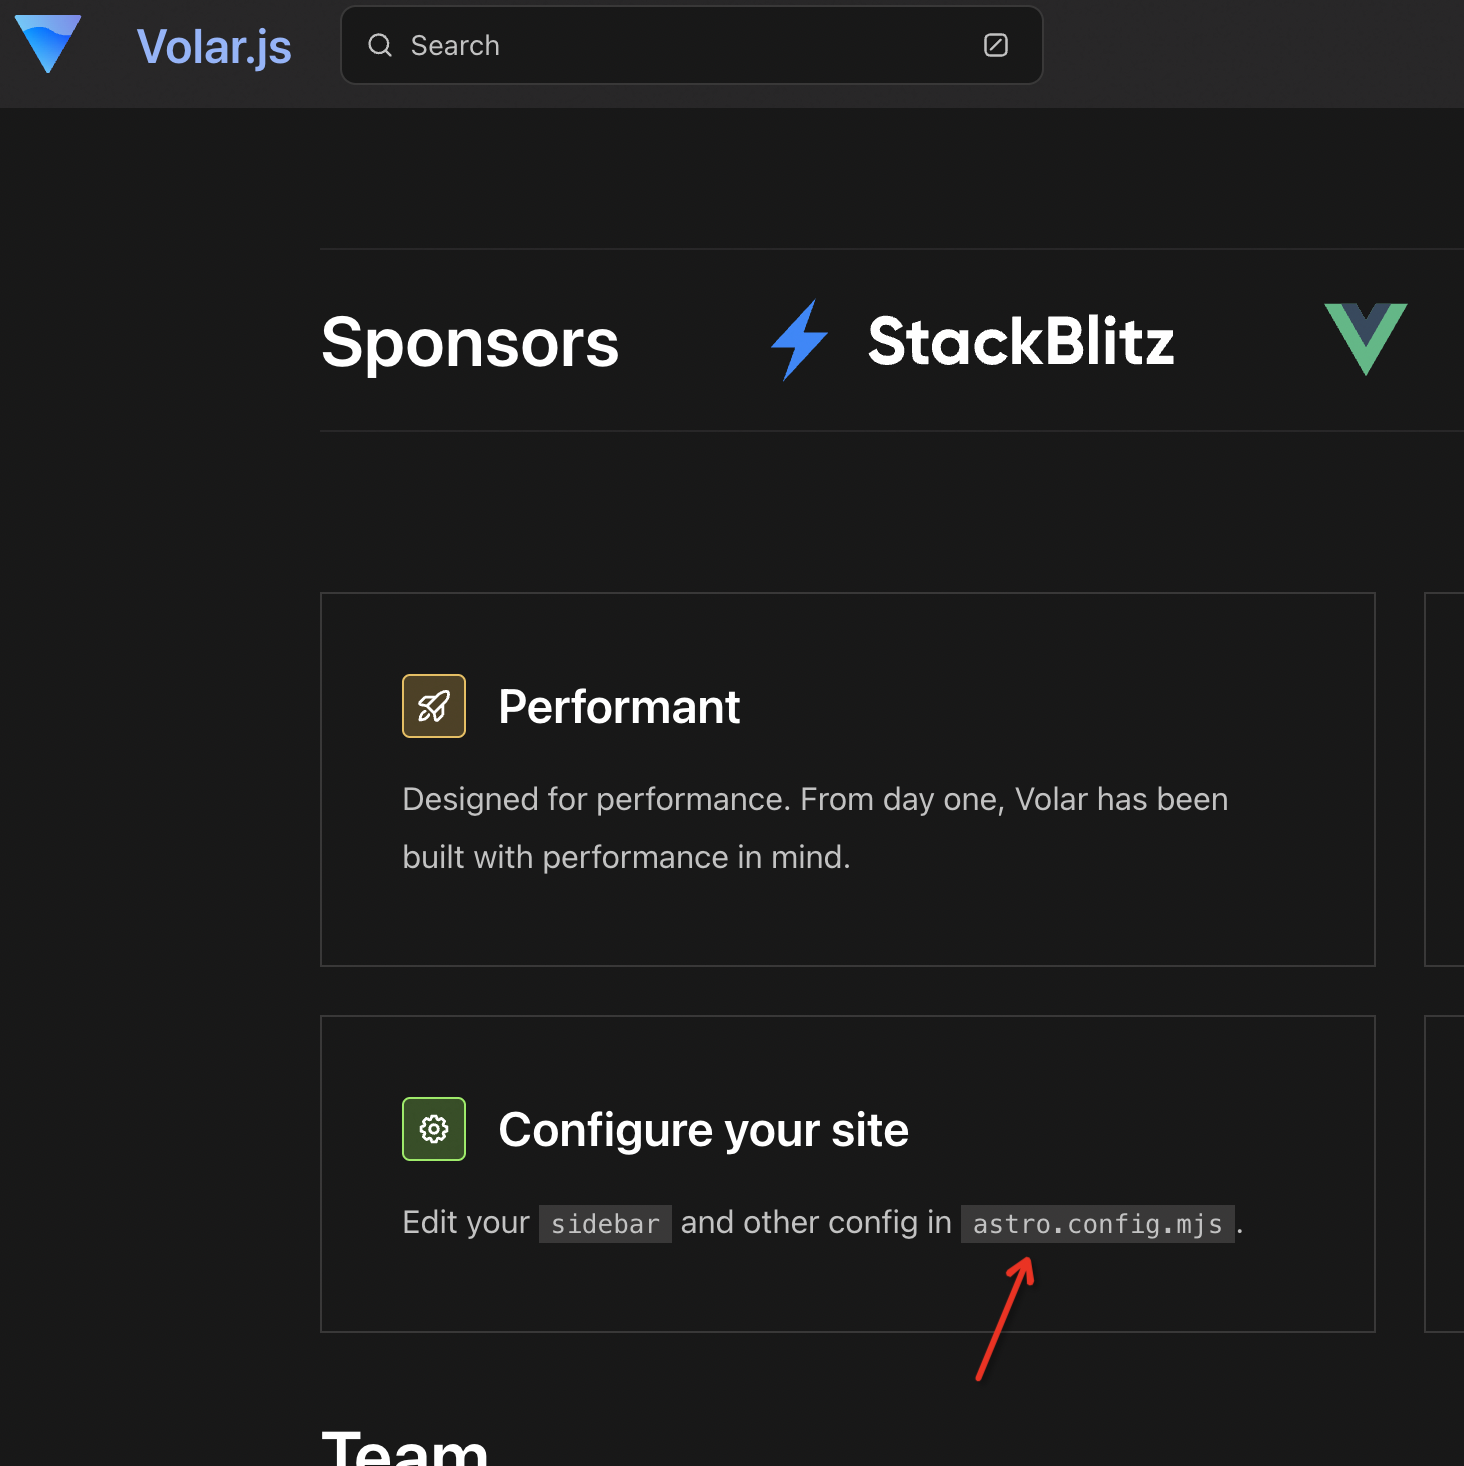 Volar.js
Search
Sponsors
StackBlitz
Performant
Designed for performance. From day one, Volar has been
built with performance in mind.
Configure your site
Edit your sidebar and other config in astro.config.mjs.
Team